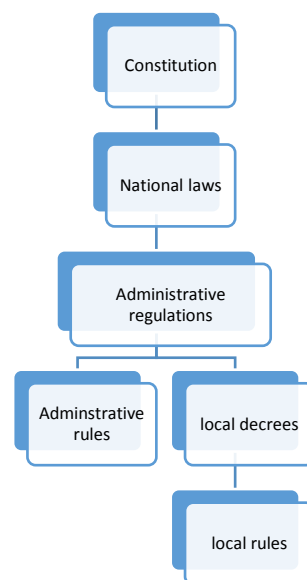 Constitution
National laws
Administrative
regulations
Adminstrative
rules
local decrees
local rules